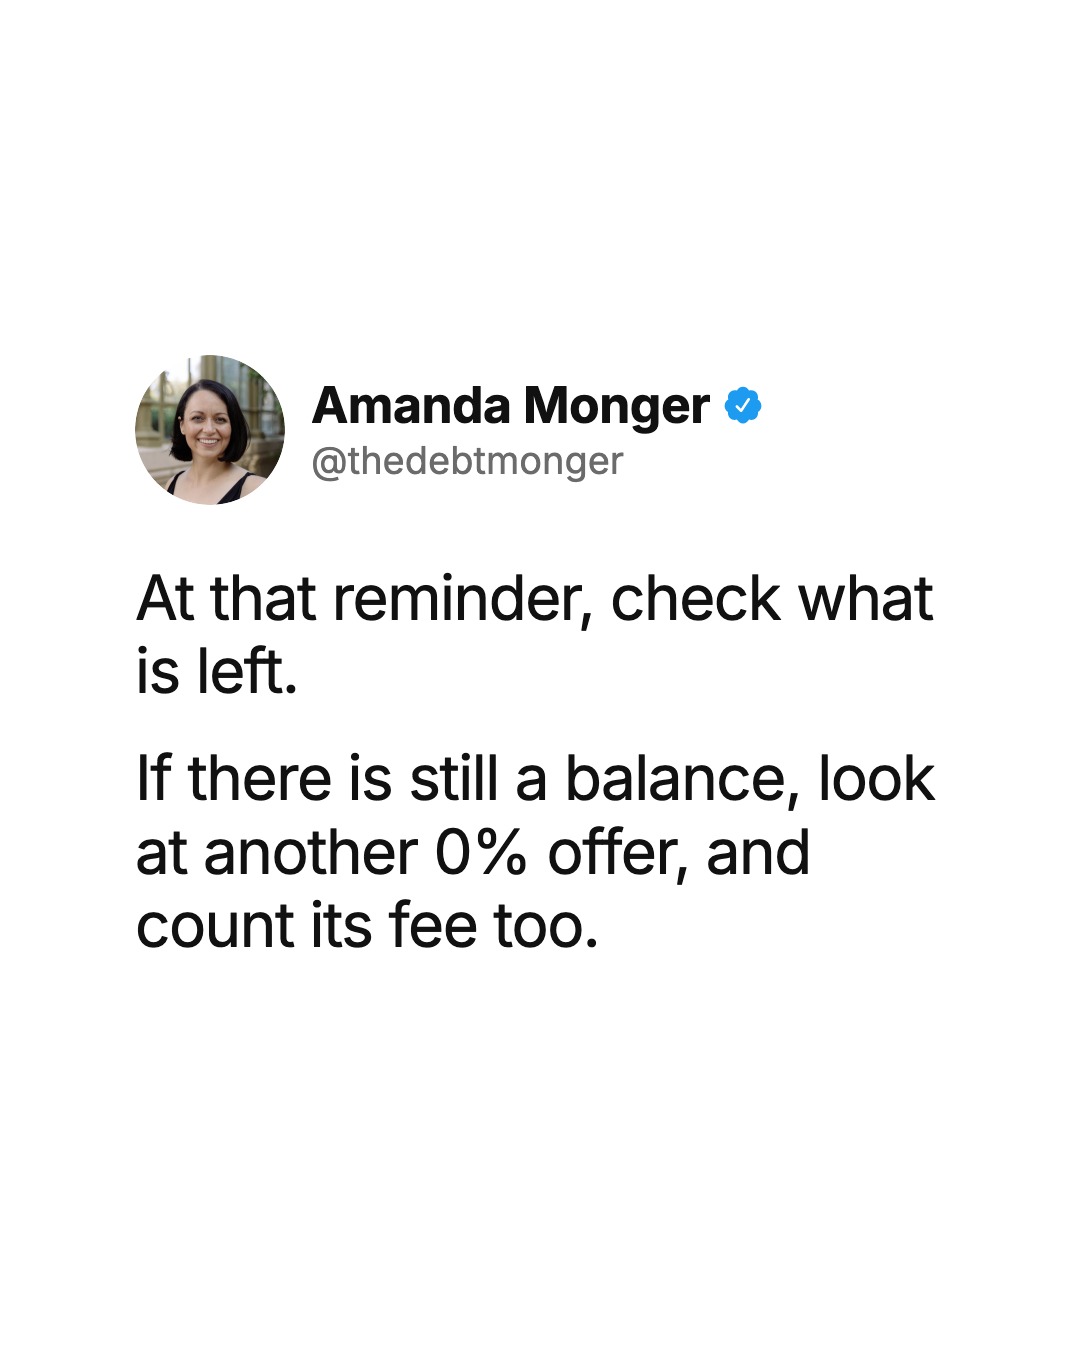 Amanda Monger
@thedebtmonger
At that reminder, check what
is left.
If there is still a balance, look
at another 0% offer, and
count its fee too.